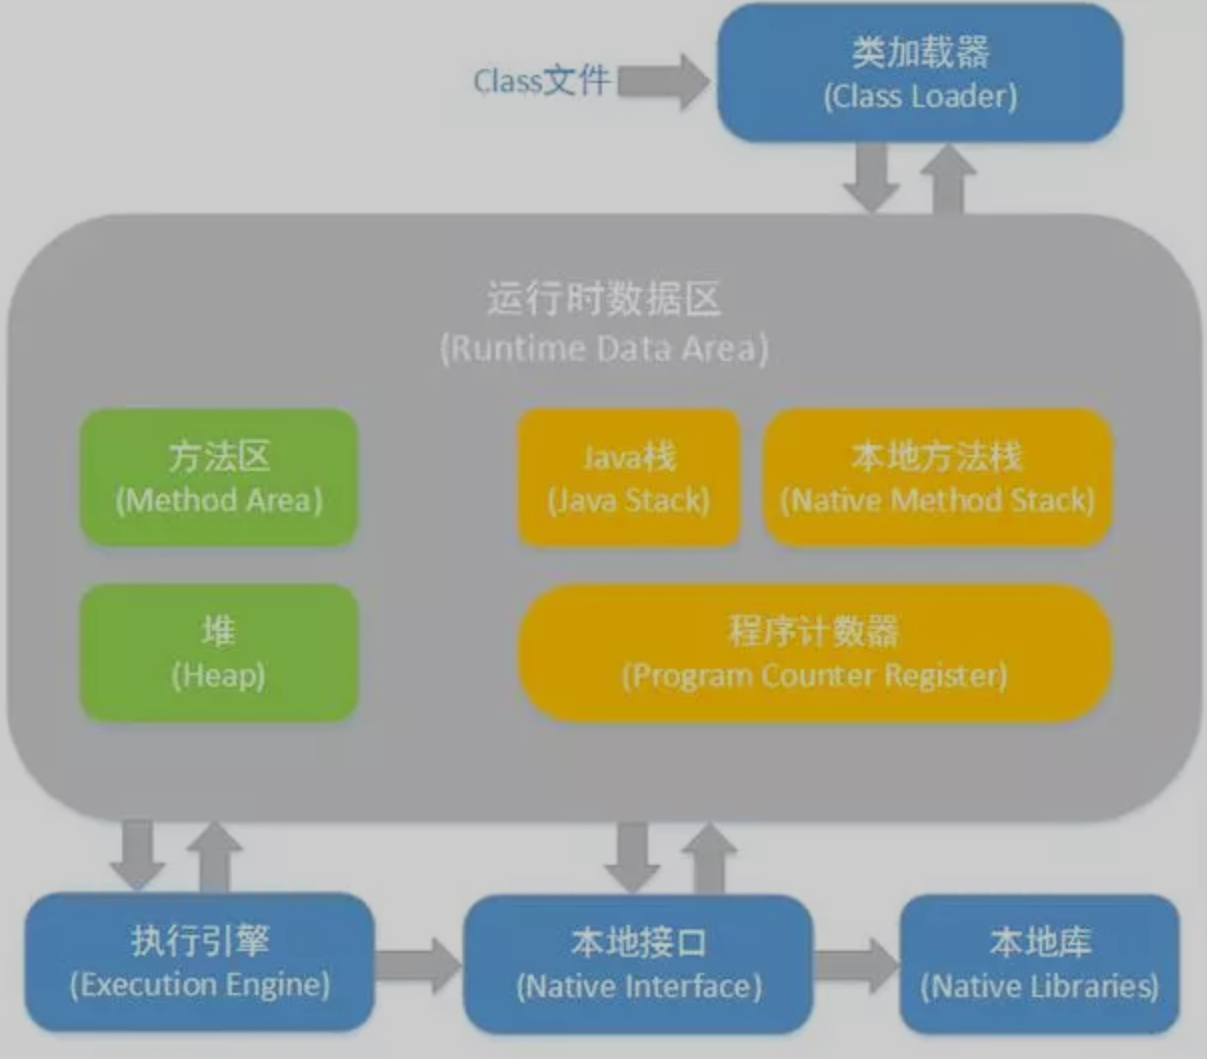 Class文件
类加载器
(Class Loader)
运行时数据区
(Runtime Data Area)
方法区
(Method Area)
Java栈
(Java Stack)
本地方法栈
(Native Method Stack)
堆
(Heap)
程序计数器
(Program Counter Register)
执行引擎
(Execution Engine)
本地接口
(Native Interface)
本地库
(Native Libraries)